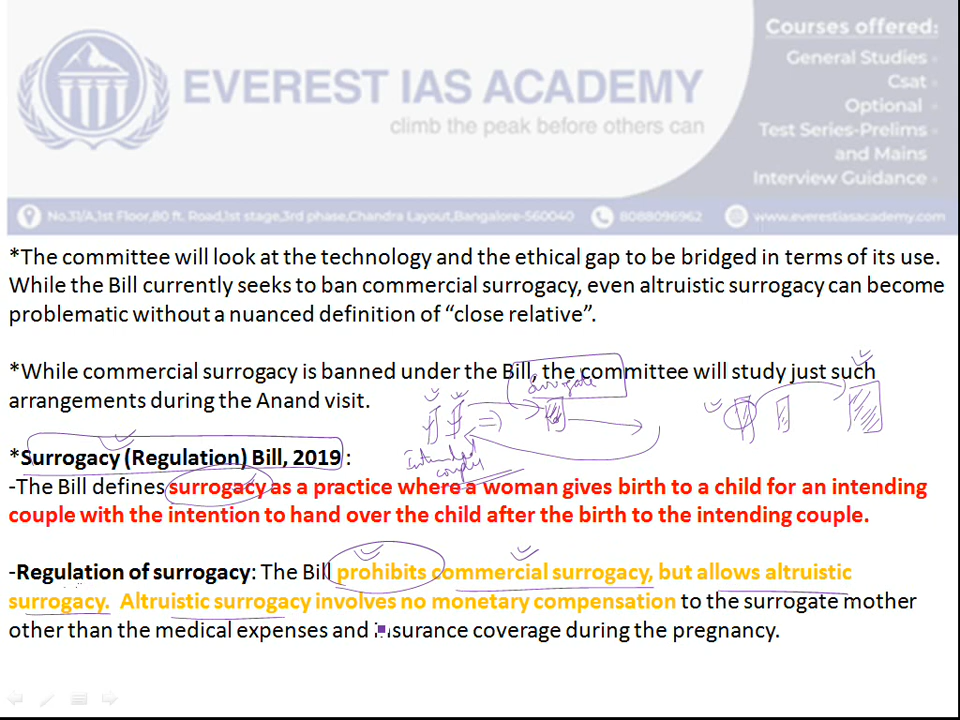 Courses offered:
General Studies
Csat
Optional
Test Series-Prelims
and Mains
Interview Guidance
EVEREST IAS ACADEMY
climb the peak before others can
No.31/A,1st Floor,80 ft. Road,1st stage,3rd phase,Chandra Layout,Bangalore-560040 8088096962 www.everestiasacademy.com
*The committee will look at the technology and the ethical gap to be bridged in terms of its use.
While the Bill currently seeks to ban commercial surrogacy, even altruistic surrogacy can become
problematic without a nuanced definition of “close relative”.
*While commercial surrogacy is banned under the Bill, the committee will study just such
Surrogate
arrangements during the Anand visit.
Intended
couples
*Surrogacy (Regulation) Bill, 2019 :
-The Bill defines surrogacy as a practice where a woman gives birth to a child for an intending
couple with the intention to hand over the child after the birth to the intending couple.
-Regulation of surrogacy: The Bill prohibits commercial surrogacy, but allows altruistic
surrogacy. Altruistic surrogacy involves no monetary compensation to the surrogate mother
other than the medical expenses and insurance coverage during the pregnancy.